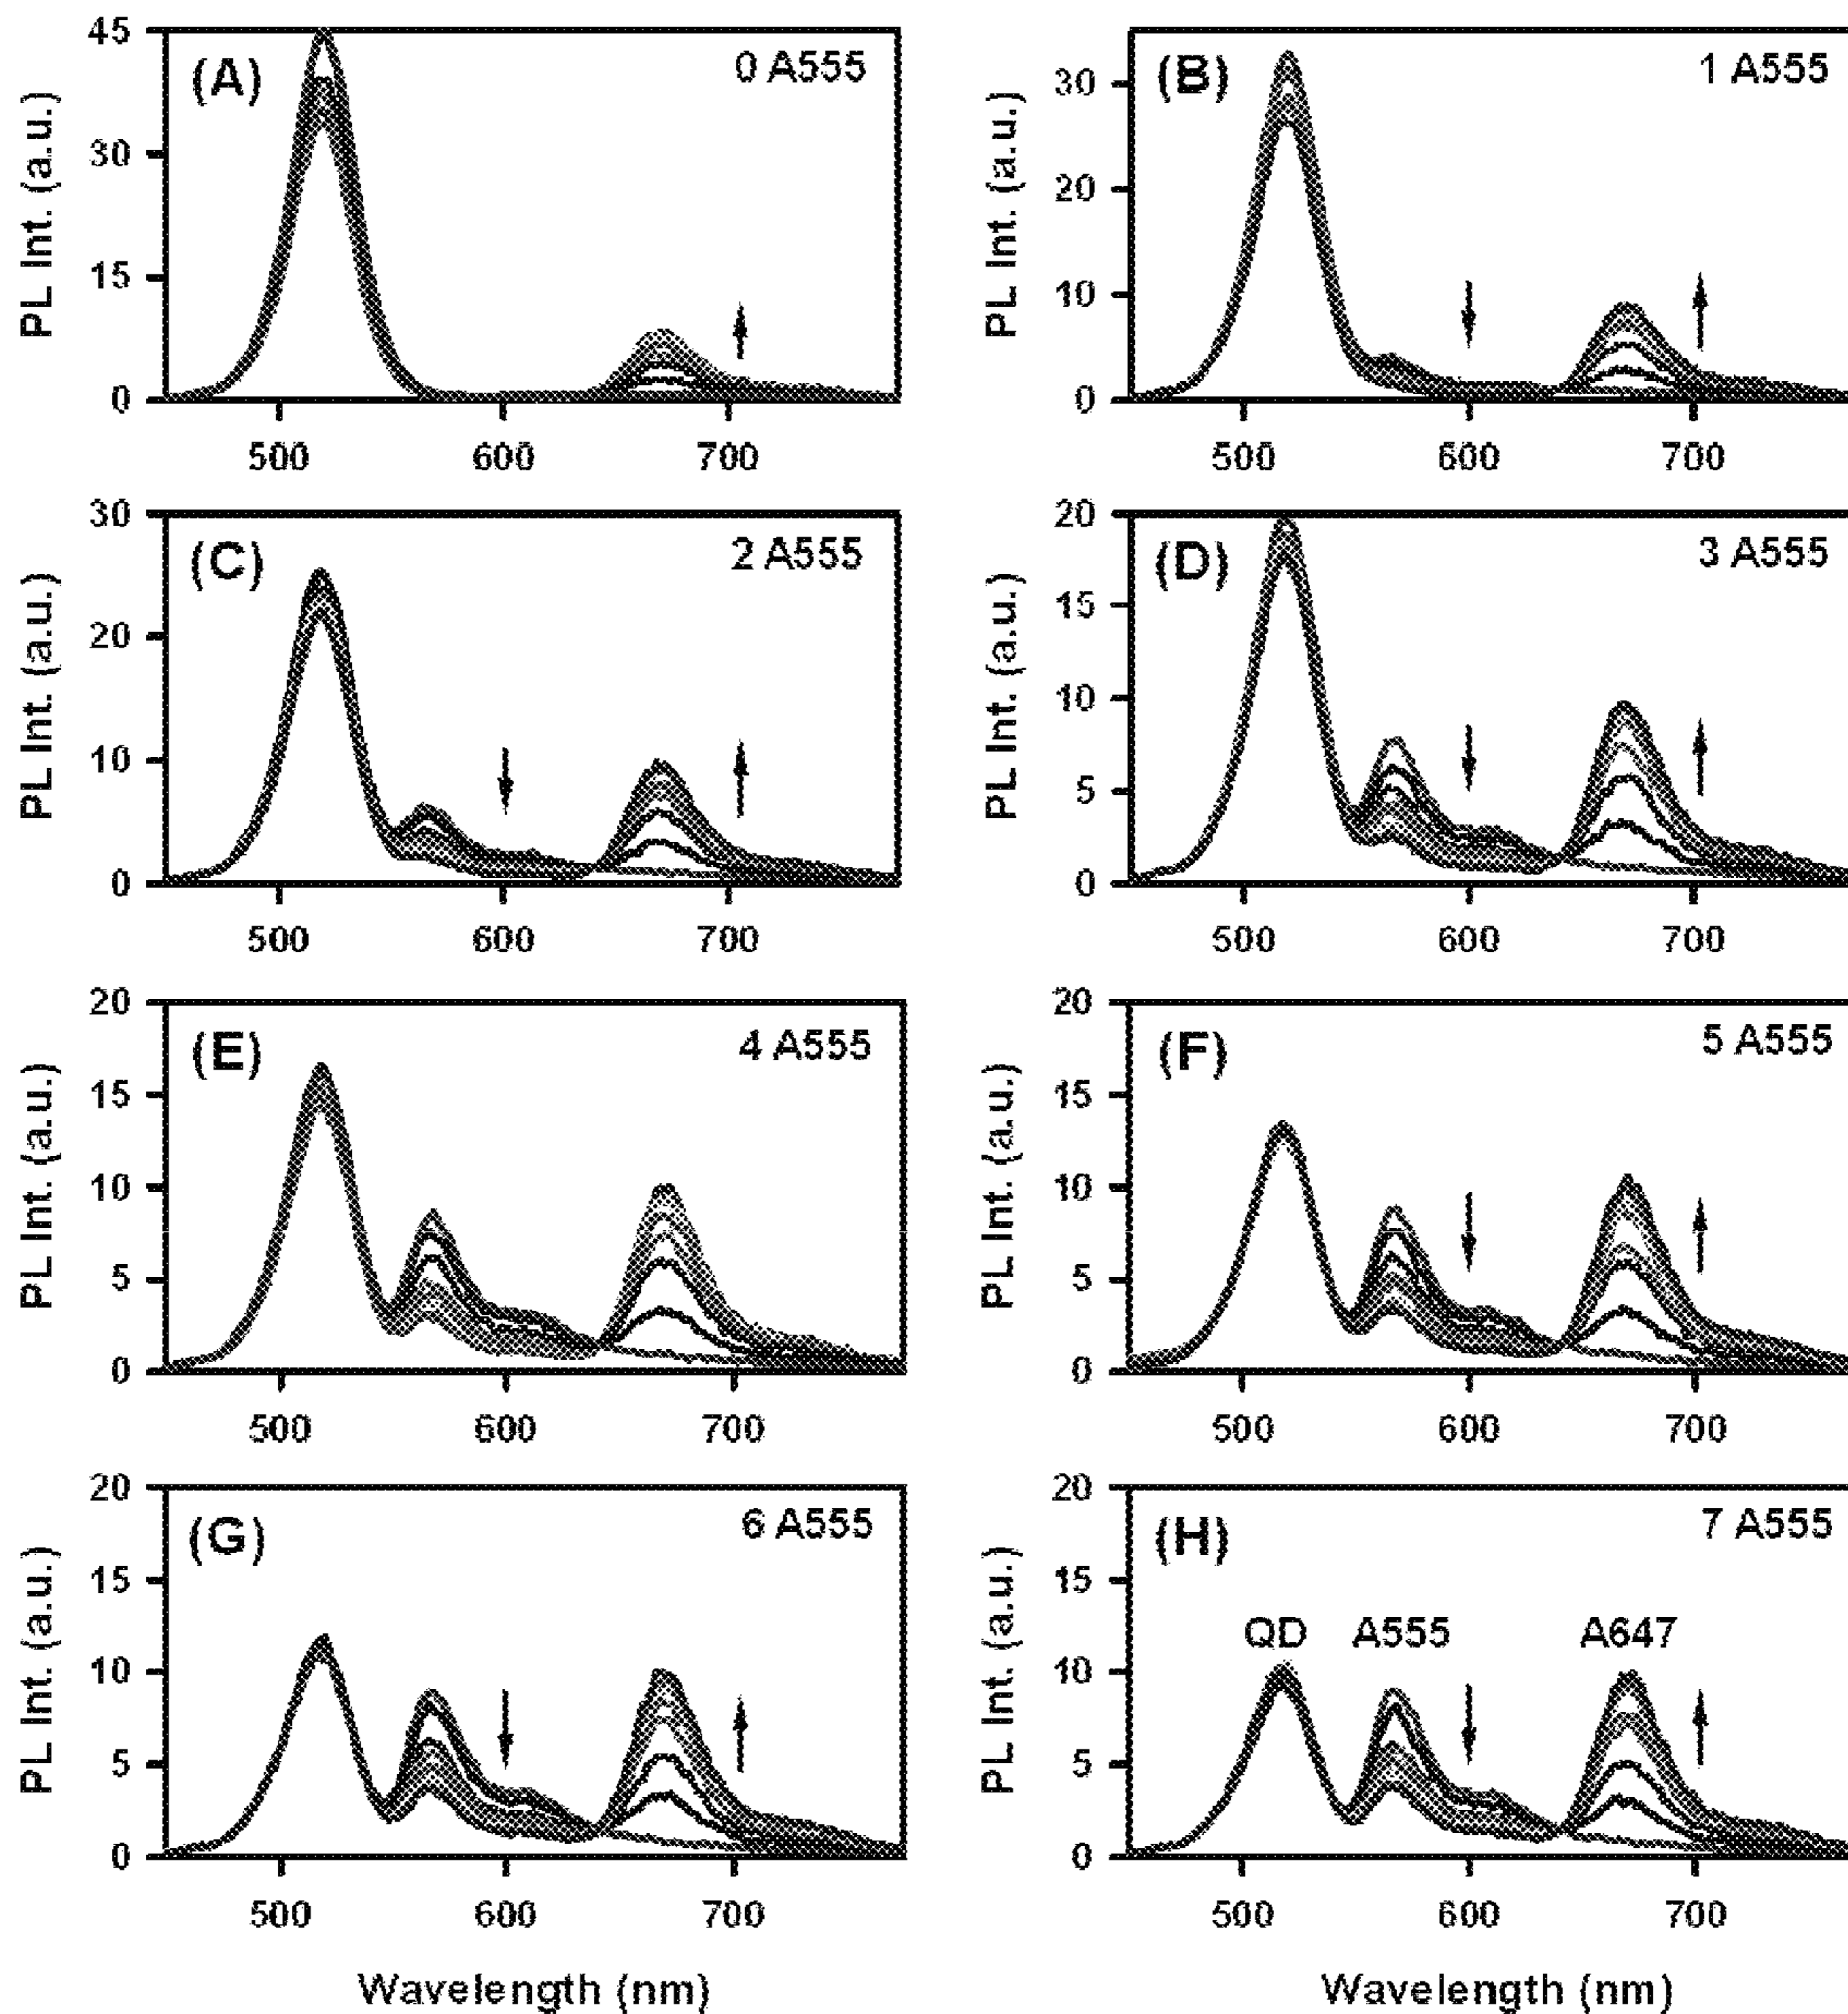 (A) 0 A555
PL Int. (a.u.)
45
30
15
0
500 600 700
(B) 1 A555
PL Int. (a.u.)
30
20
10
0
500 600 700
(C) 2 A555
PL Int. (a.u.)
30
20
10
0
500 600 700
(D) 3 A555
PL Int. (a.u.)
20
15
10
5
0
500 600 700
(E) 4 A555
PL Int. (a.u.)
20
15
10
5
0
500 600 700
(F) 5 A555
PL Int. (a.u.)
20
15
10
5
0
500 600 700
(G) 6 A555
PL Int. (a.u.)
20
15
10
5
0
500 600 700
Wavelength (nm)
(H) 7 A555
PL Int. (a.u.)
20
15
10
5
0
QD A555 A647
500 600 700
Wavelength (nm)